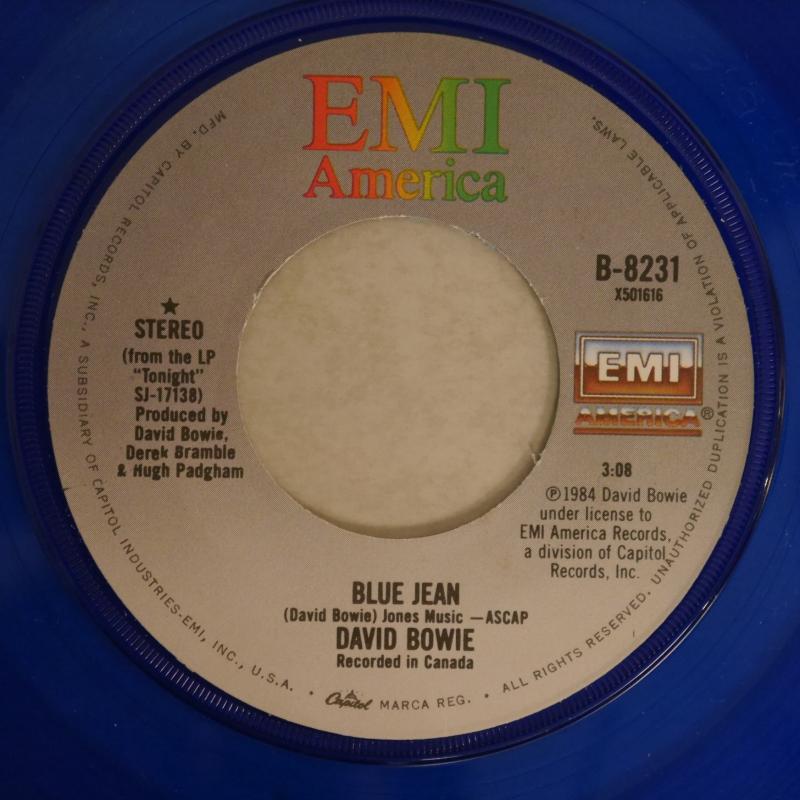 EMI
America
B-8231
X501616
★
STEREO
(from the LP
"Tonight"
SJ-17138)
Produced by
David Bowie,
Derek Bramble
& Hugh Padgham
EMI
AMERICA®
3:08
℗1984 David Bowie
under license to
EMI America Records,
a division of Capitol
Records, Inc.
BLUE JEAN
(David Bowie) Jones Music —ASCAP
DAVID BOWIE
Recorded in Canada
MFD. BY CAPITOL RECORDS, INC., A SUBSIDIARY OF CAPITOL INDUSTRIES-EMI, INC., U.S.A. • Capitol MARCA REG. • ALL RIGHTS RESERVED. UNAUTHORIZED DUPLICATION IS A VIOLATION OF APPLICABLE LAWS.